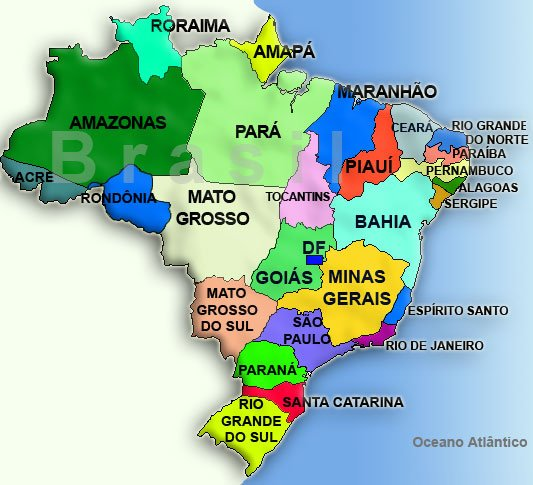 RORAIMA
AMAPÁ
AMAZONAS
PARÁ
MARANHÃO
CEARÁ
RIO GRANDE
DO NORTE
PARAÍBA
PIAUÍ
PERNAMBUCO
ALAGOAS
SERGIPE
Brasil
ACRE
RONDÔNIA
MATO
GROSSO
TOCANTINS
BAHIA
DF
GOIÁS
MINAS
GERAIS
MATO
GROSSO
DO SUL
ESPÍRITO SANTO
SÃO
PAULO
RIO DE JANEIRO
PARANÁ
SANTA CATARINA
RIO
GRANDE
DO SUL
Oceano Atlântico